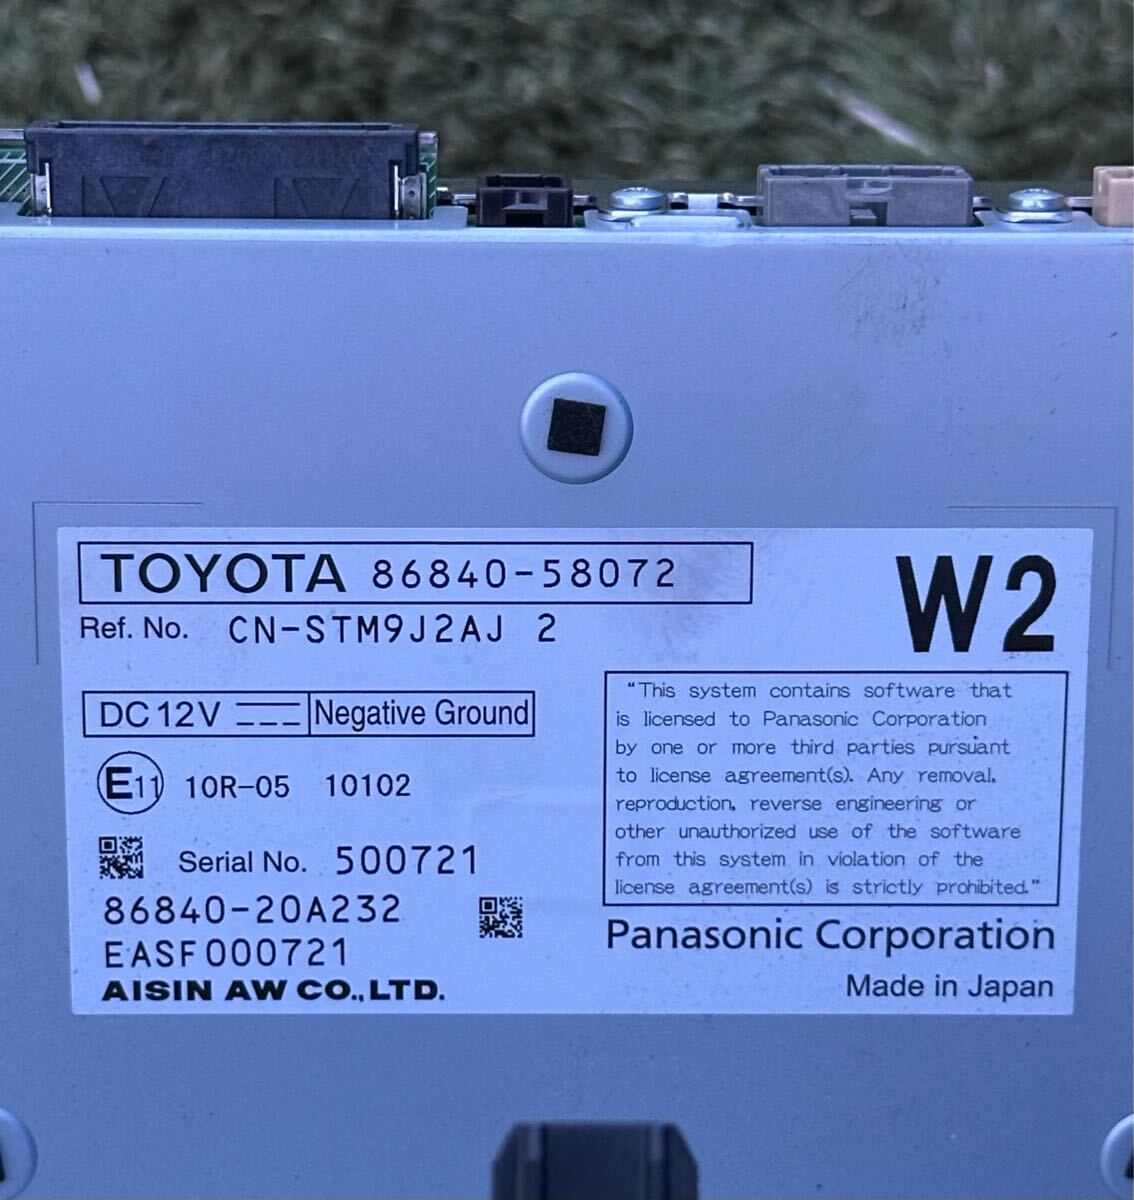 TOYOTA 86840-58072
W2
Ref. No. CN-STM9J2AJ 2
DC 12V Negative Ground
E11 10R-05 10102
Serial No. 500721
86840-20A232
EASF000721
AISIN AW CO.,LTD.
“This system contains software that
is licensed to Panasonic Corporation
by one or more third parties pursuant
to license agreement(s). Any removal,
reproduction, reverse engineering or
other unauthorized use of the software
from this system in violation of the
license agreement(s) is strictly prohibited.”
Panasonic Corporation
Made in Japan